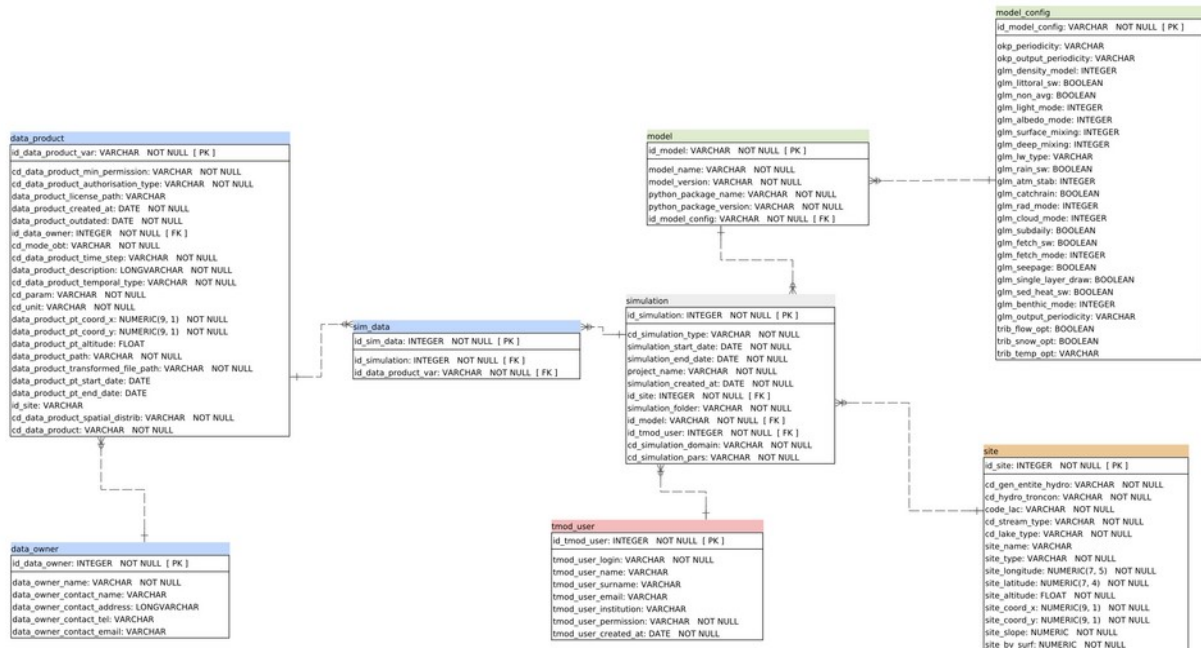 model_config
id_model_config: VARCHAR NOT NULL [ PK ]
okp_periodicity: VARCHAR
okp_output_periodicity: VARCHAR
glm_density_model: INTEGER
glm_littoral_sw: BOOLEAN
glm_non_avg: BOOLEAN
glm_light_mode: INTEGER
glm_albedo_mode: INTEGER
glm_surface_mixing: INTEGER
glm_deep_mixing: INTEGER
glm_lw_type: VARCHAR
glm_rain_sw: BOOLEAN
glm_atm_stab: INTEGER
glm_catchrain: BOOLEAN
glm_rad_mode: INTEGER
glm_cloud_mode: INTEGER
glm_subdaily: BOOLEAN
glm_fetch_sw: BOOLEAN
glm_fetch_mode: INTEGER
glm_seepage: BOOLEAN
glm_single_layer_draw: BOOLEAN
glm_sed_heat_sw: BOOLEAN
glm_benthic_mode: INTEGER
glm_output_periodicity: VARCHAR
trib_flow_opt: BOOLEAN
trib_snow_opt: BOOLEAN
trib_temp_opt: VARCHAR
data_product
id_data_product_var: VARCHAR NOT NULL [ PK ]
cd_data_product_min_permission: VARCHAR NOT NULL
cd_data_product_authorisation_type: VARCHAR NOT NULL
data_product_license_path: VARCHAR
data_product_created_at: DATE NOT NULL
data_product_outdated: DATE NOT NULL
id_data_owner: INTEGER NOT NULL [ FK ]
cd_mode_obt: VARCHAR NOT NULL
cd_data_product_time_step: VARCHAR NOT NULL
data_product_description: LONGVARCHAR NOT NULL
cd_data_product_temporal_type: VARCHAR NOT NULL
cd_param: VARCHAR NOT NULL
cd_unit: VARCHAR NOT NULL
data_product_pt_coord_x: NUMERIC(9, 1) NOT NULL
data_product_pt_coord_y: NUMERIC(9, 1) NOT NULL
data_product_pt_altitude: FLOAT
data_product_path: VARCHAR NOT NULL
data_product_transformed_file_path: VARCHAR NOT NULL
data_product_pt_start_date: DATE
data_product_pt_end_date: DATE
id_site: VARCHAR
cd_data_product_spatial_distrib: VARCHAR NOT NULL
cd_data_product: VARCHAR NOT NULL
model
id_model: VARCHAR NOT NULL [ PK ]
model_name: VARCHAR NOT NULL
model_version: VARCHAR NOT NULL
python_package_name: VARCHAR NOT NULL
python_package_version: VARCHAR NOT NULL
id_model_config: VARCHAR NOT NULL [ FK ]
simulation
id_simulation: INTEGER NOT NULL [ PK ]
cd_simulation_type: VARCHAR NOT NULL
simulation_start_date: DATE NOT NULL
simulation_end_date: DATE NOT NULL
project_name: VARCHAR NOT NULL
simulation_created_at: DATE NOT NULL
id_site: INTEGER NOT NULL [ FK ]
simulation_folder: VARCHAR NOT NULL
id_model: VARCHAR NOT NULL [ FK ]
id_tmod_user: INTEGER NOT NULL [ FK ]
cd_simulation_domain: VARCHAR NOT NULL
cd_simulation_pars: VARCHAR NOT NULL
sim_data
id_sim_data: INTEGER NOT NULL [ PK ]
id_simulation: INTEGER NOT NULL [ FK ]
id_data_product_var: VARCHAR NOT NULL [ FK ]
site
id_site: INTEGER NOT NULL [ PK ]
cd_gen_entite_hydro: VARCHAR NOT NULL
cd_hydro_troncon: VARCHAR NOT NULL
code_lac: VARCHAR NOT NULL
cd_stream_type: VARCHAR NOT NULL
cd_lake_type: VARCHAR NOT NULL
site_name: VARCHAR
site_type: VARCHAR NOT NULL
site_longitude: NUMERIC(7, 5) NOT NULL
site_latitude: NUMERIC(7, 4) NOT NULL
site_altitude: FLOAT NOT NULL
site_coord_x: NUMERIC(9, 1) NOT NULL
site_coord_y: NUMERIC(9, 1) NOT NULL
site_slope: NUMERIC NOT NULL
site_bv_surf: NUMERIC NOT NULL
tmod_user
id_tmod_user: INTEGER NOT NULL [ PK ]
tmod_user_login: VARCHAR NOT NULL
tmod_user_name: VARCHAR
tmod_user_surname: VARCHAR
tmod_user_email: VARCHAR
tmod_user_institution: VARCHAR
tmod_user_permission: VARCHAR NOT NULL
tmod_user_created_at: DATE NOT NULL
data_owner
id_data_owner: INTEGER NOT NULL [ PK ]
data_owner_name: VARCHAR NOT NULL
data_owner_contact_name: VARCHAR
data_owner_contact_address: LONGVARCHAR
data_owner_contact_tel: VARCHAR
data_owner_contact_email: VARCHAR